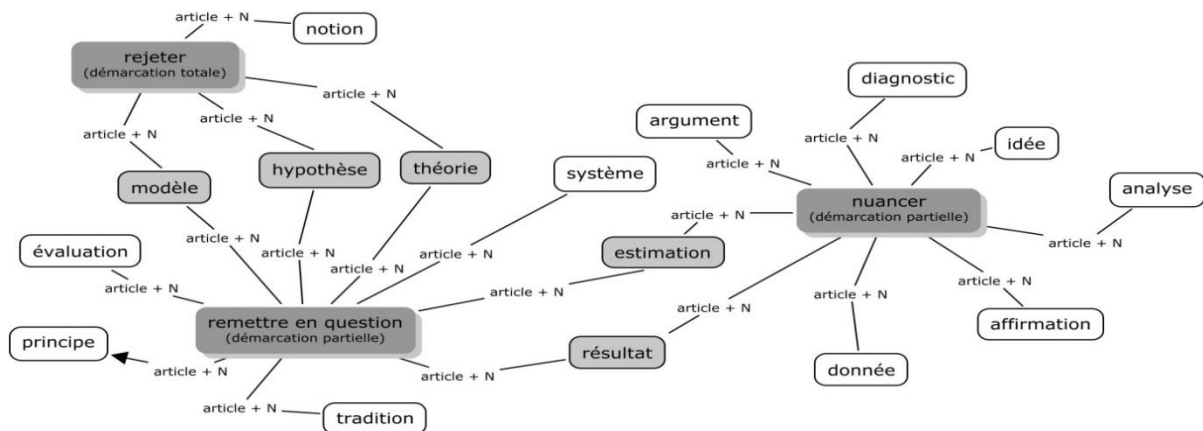 article + N
notion
rejeter
(démarcation totale)
article + N
diagnostic
article + N
article + N
argument
article + N
idée
article + N
article + N
hypothèse
théorie
système
article + N
modèle
analyse
nuancer
(démarcation partielle)
article + N
article + N
évaluation
article + N
article + N
article + N
article + N
estimation
article + N
article + N
article + N
article + N
article + N
affirmation
remettre en question
(démarcation partielle)
article + N
principe
article + N
article + N
résultat
donnée
article + N
tradition